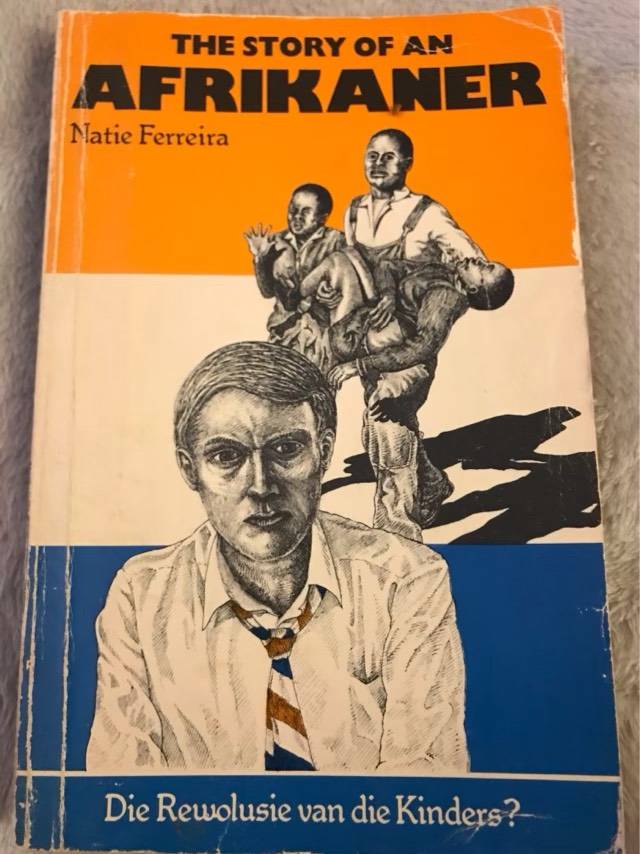 THE STORY OF AN
AFRIKANER
Natie Ferreira
Die Rewolusie van die Kinders?